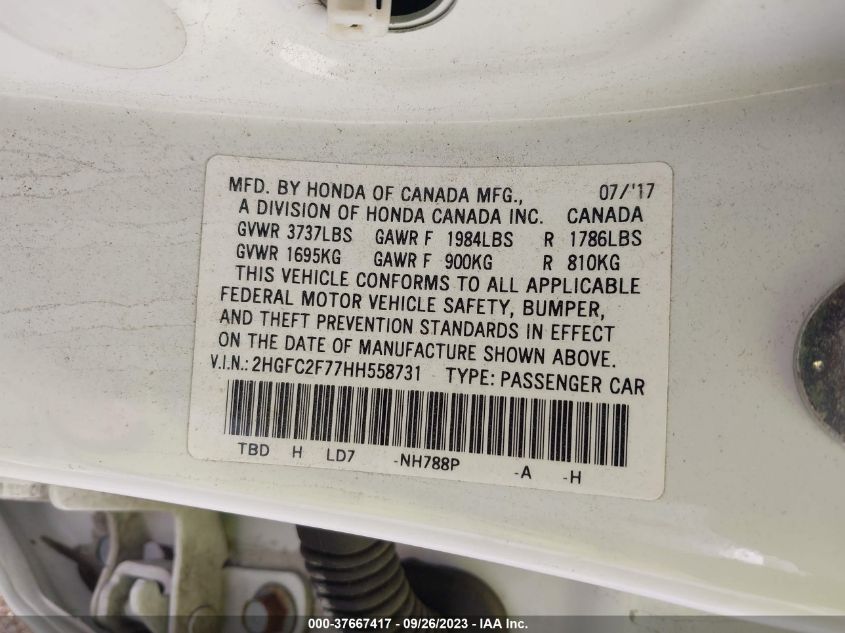 MFD. BY HONDA OF CANADA MFG., 07/'17
A DIVISION OF HONDA CANADA INC. CANADA
GVWR 3737LBS GAWR F 1984LBS R 1786LBS
GVWR 1695KG GAWR F 900KG R 810KG
THIS VEHICLE CONFORMS TO ALL APPLICABLE
FEDERAL MOTOR VEHICLE SAFETY, BUMPER,
AND THEFT PREVENTION STANDARDS IN EFFECT
ON THE DATE OF MANUFACTURE SHOWN ABOVE.
V.I.N.: 2HGFC2F77HH558731 TYPE: PASSENGER CAR
TBD H LD7 -NH788P -A -H
000-37667417 - 09/26/2023 - IAA Inc.